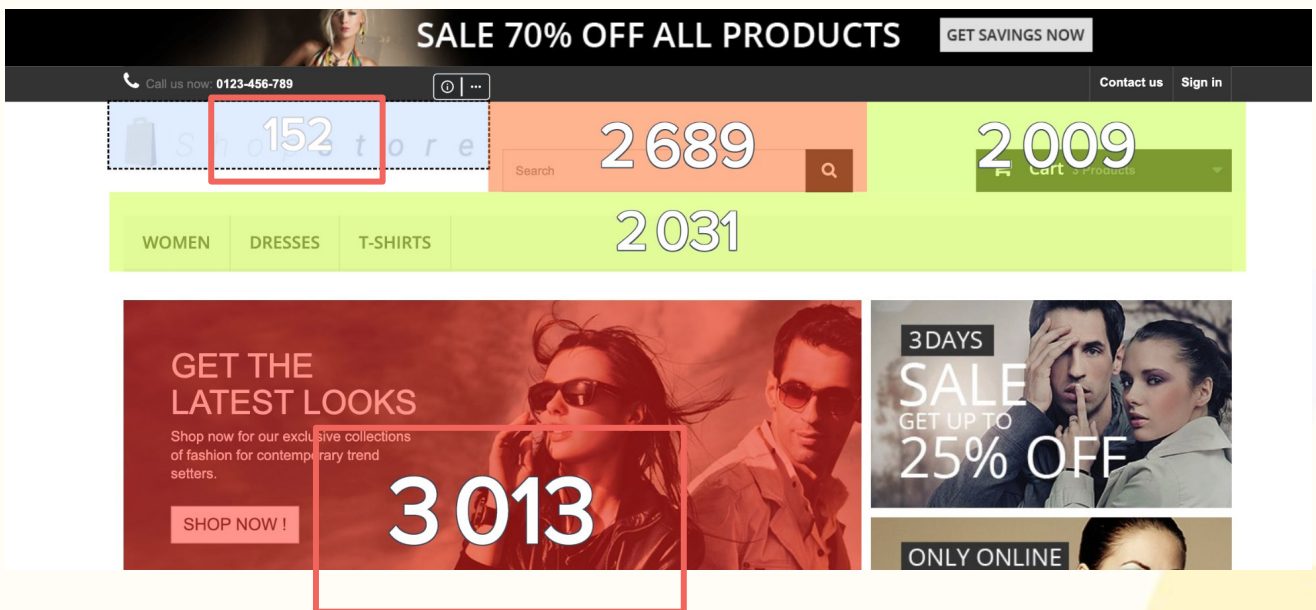 SALE 70% OFF ALL PRODUCTS
GET SAVINGS NOW
Call us now: 0123-456-789
Contact us
Sign in
Shopstore
152
Search
2 689
Cart 3 Products
2 009
WOMEN
DRESSES
T-SHIRTS
2 031
GET THE
LATEST LOOKS
Shop now for our exclusive collections
of fashion for contemporary trend
setters.
SHOP NOW !
3 013
3 DAYS
SALE
GET UP TO
25% OFF
ONLY ONLINE